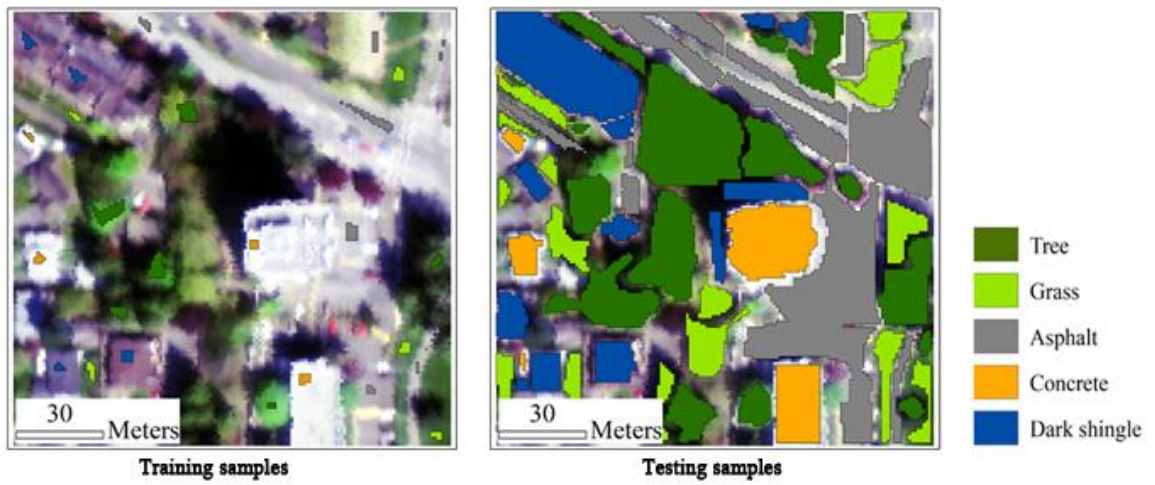 30
Meters
Training samples
30
Meters
Testing samples
Tree
Grass
Asphalt
Concrete
Dark shingle